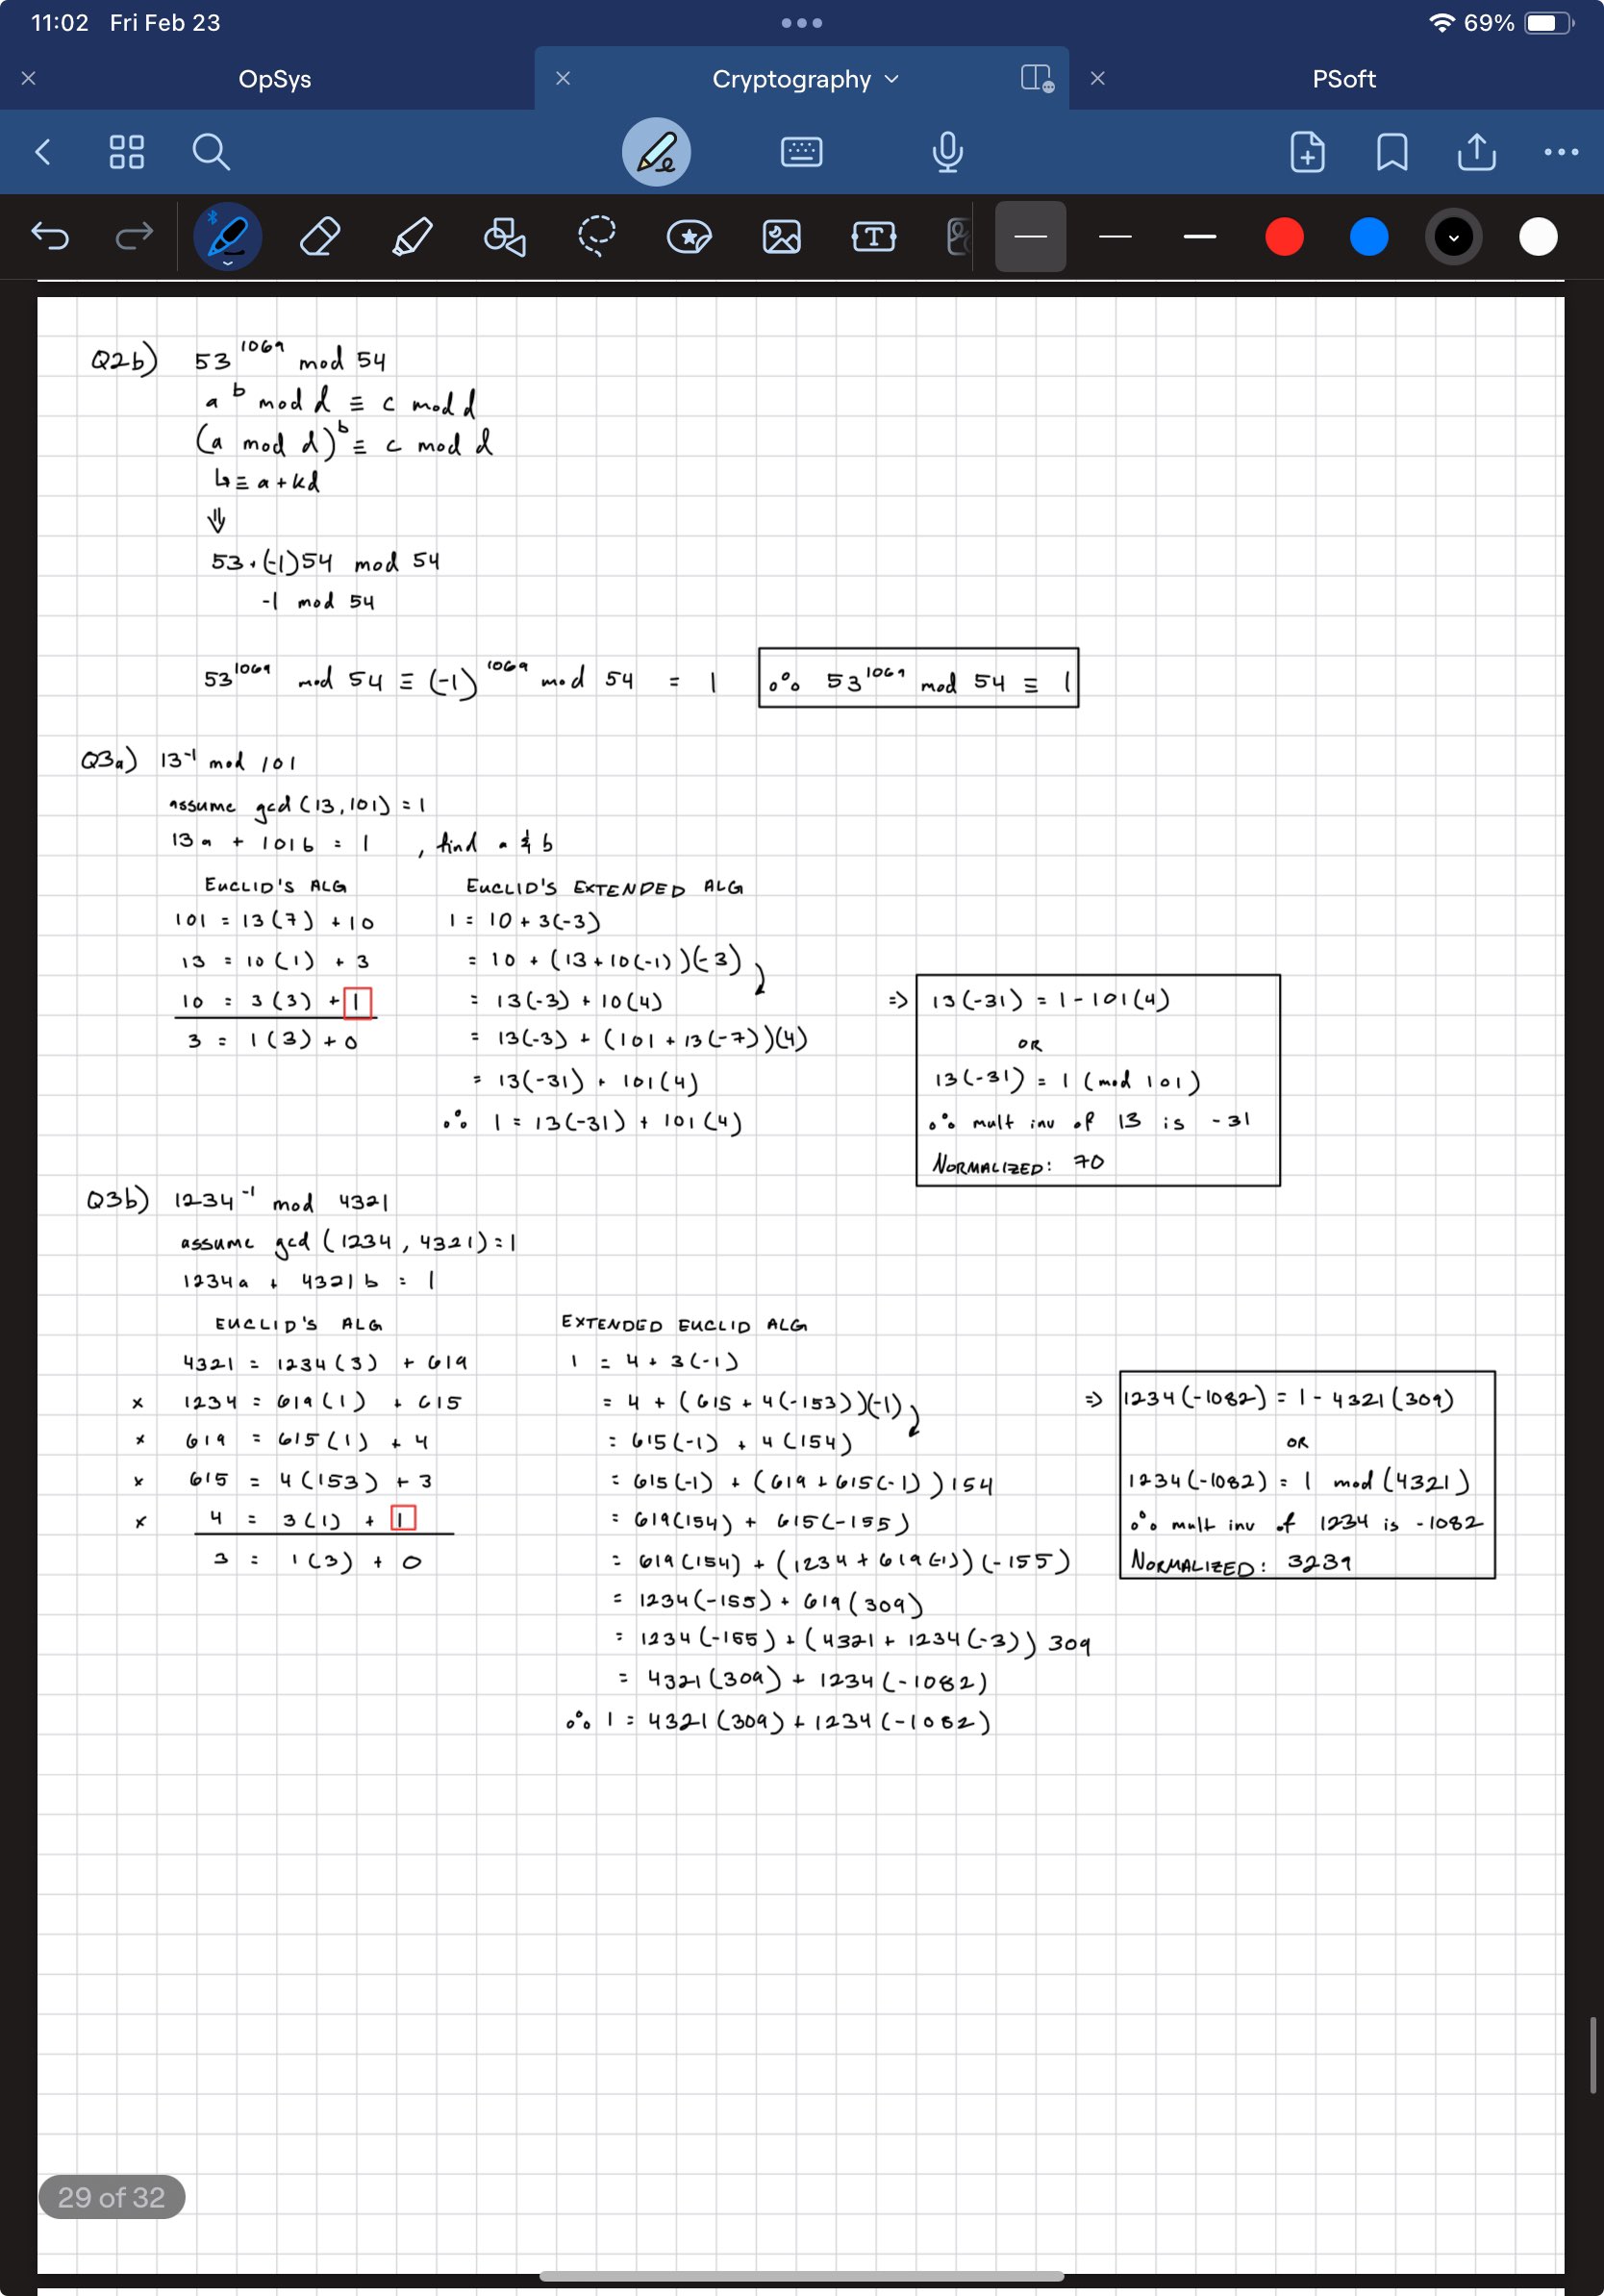 11:02 Fri Feb 23
69%
OpSys
Cryptography
PSoft
Q2b) 53^1069 mod 54
a^b mod d ≡ c mod d
(a mod d)^b ≡ c mod d
↳ ≡ a + kd
⇓
53 + (-1)54 mod 54
-1 mod 54
53^1069 mod 54 ≡ (-1)^1069 mod 54 = 1
∴ 53^1069 mod 54 ≡ 1
Q3a) 13^-1 mod 101
assume gcd(13,101) = 1
13a + 101b = 1 , find a & b
EUCLID'S ALG
101 = 13(7) + 10
13 = 10(1) + 3
10 = 3(3) + 1
3 = 1(3) + 0
EUCLID'S EXTENDED ALG
1 = 10 + 3(-3)
= 10 + (13 + 10(-1))(-3)
= 13(-3) + 10(4)
= 13(-3) + (101 + 13(-7))(4)
= 13(-31) + 101(4)
∴ 1 = 13(-31) + 101(4)
⇒ 13(-31) = 1 - 101(4)
OR
13(-31) = 1 (mod 101)
∴ mult inv of 13 is -31
NORMALIZED: 70
Q3b) 1234^-1 mod 4321
assume gcd(1234, 4321) = 1
1234a + 4321b = 1
EUCLID'S ALG
4321 = 1234(3) + 619
x 1234 = 619(1) + 615
x 619 = 615(1) + 4
x 615 = 4(153) + 3
x 4 = 3(1) + 1
3 = 1(3) + 0
EXTENDED EUCLID ALG
1 = 4 + 3(-1)
= 4 + (615 + 4(-153))(-1)
= 615(-1) + 4(154)
= 615(-1) + (619 + 615(-1))154
= 619(154) + 615(-155)
= 619(154) + (1234 + 619(-1))(-155)
= 1234(-155) + 619(309)
= 1234(-155) + (4321 + 1234(-3))309
= 4321(309) + 1234(-1082)
∴ 1 = 4321(309) + 1234(-1082)
⇒ 1234(-1082) = 1 - 4321(309)
OR
1234(-1082) = 1 mod(4321)
∴ mult inv of 1234 is -1082
NORMALIZED: 3239
29 of 32